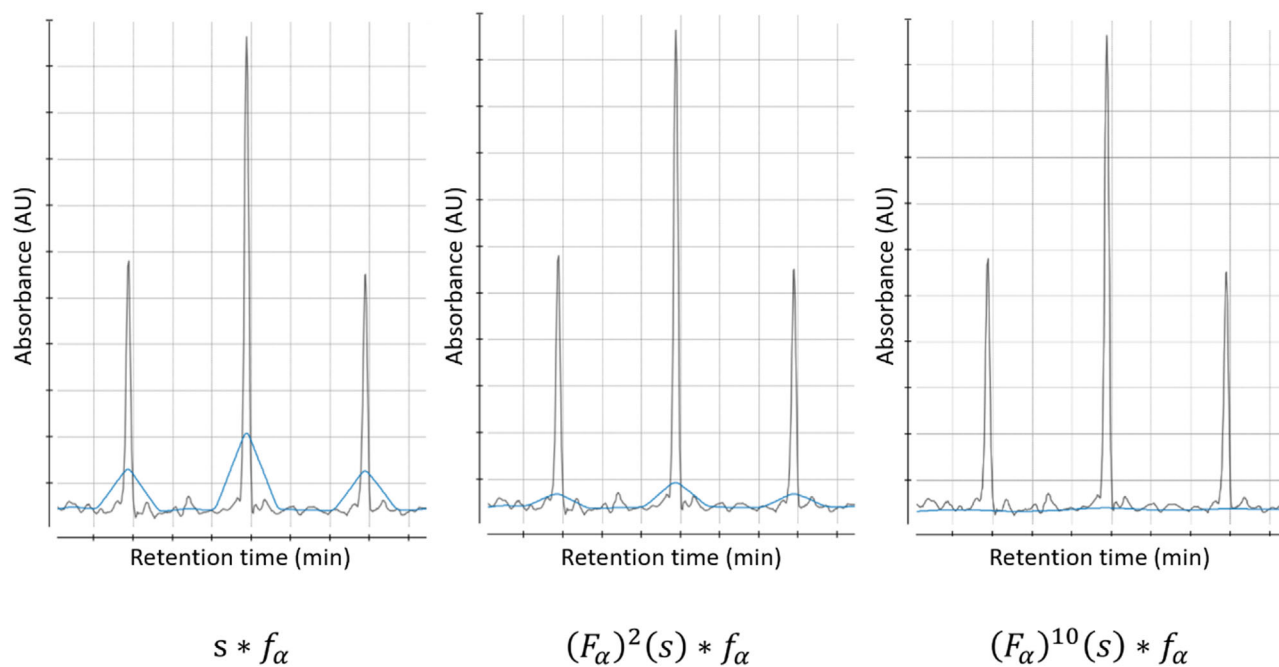 Absorbance (AU)
Retention time (min)
s ∗ f_α
Absorbance (AU)
Retention time (min)
(F_α)²(s) ∗ f_α
Absorbance (AU)
Retention time (min)
(F_α)¹⁰(s) ∗ f_α